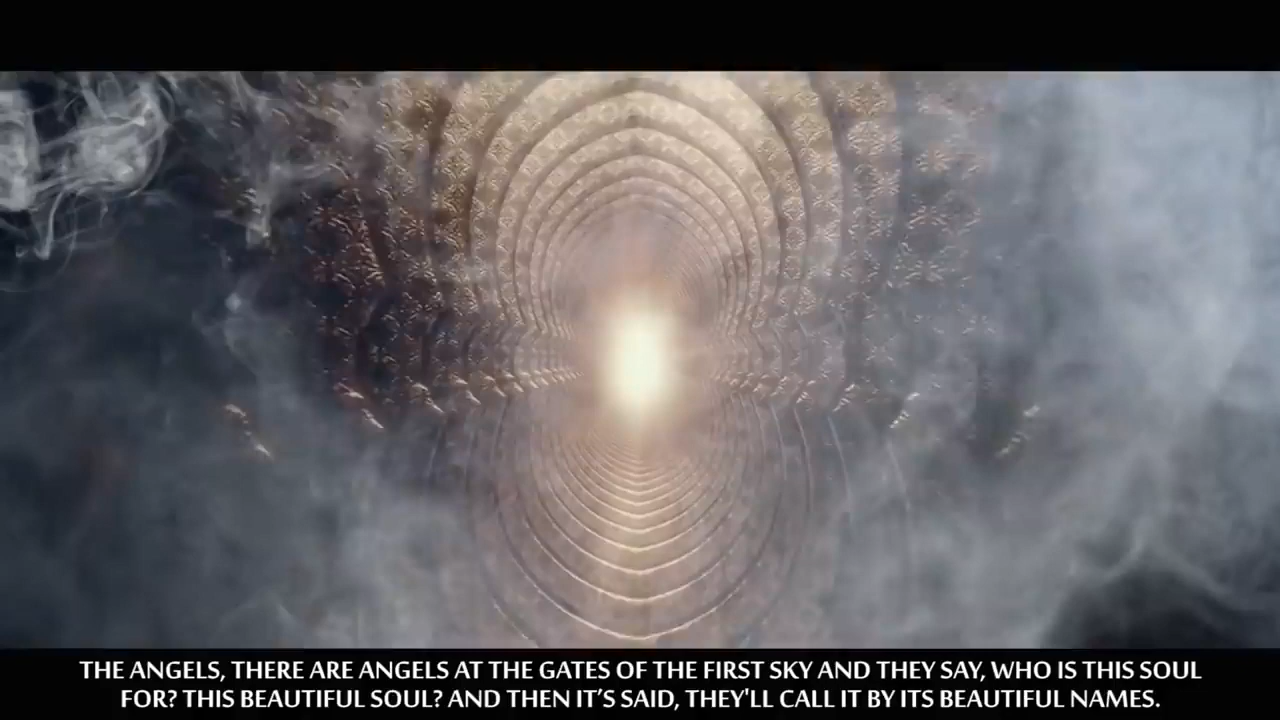 THE ANGELS, THERE ARE ANGELS AT THE GATES OF THE FIRST SKY AND THEY SAY, WHO IS THIS SOUL
FOR? THIS BEAUTIFUL SOUL? AND THEN IT’S SAID, THEY'LL CALL IT BY ITS BEAUTIFUL NAMES.